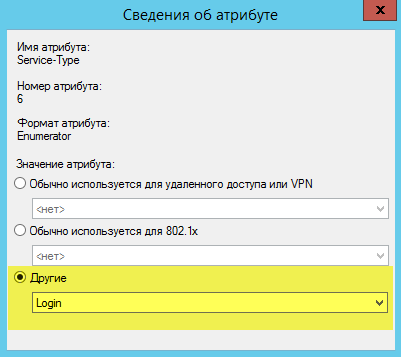 Сведения об атрибуте
x
Имя атрибута:
Service-Type
Номер атрибута:
6
Формат атрибута:
Enumerator
Значение атрибута:
Обычно используется для удаленного доступа или VPN
<нет>
Обычно используется для 802.1x
<нет>
Другие
Login